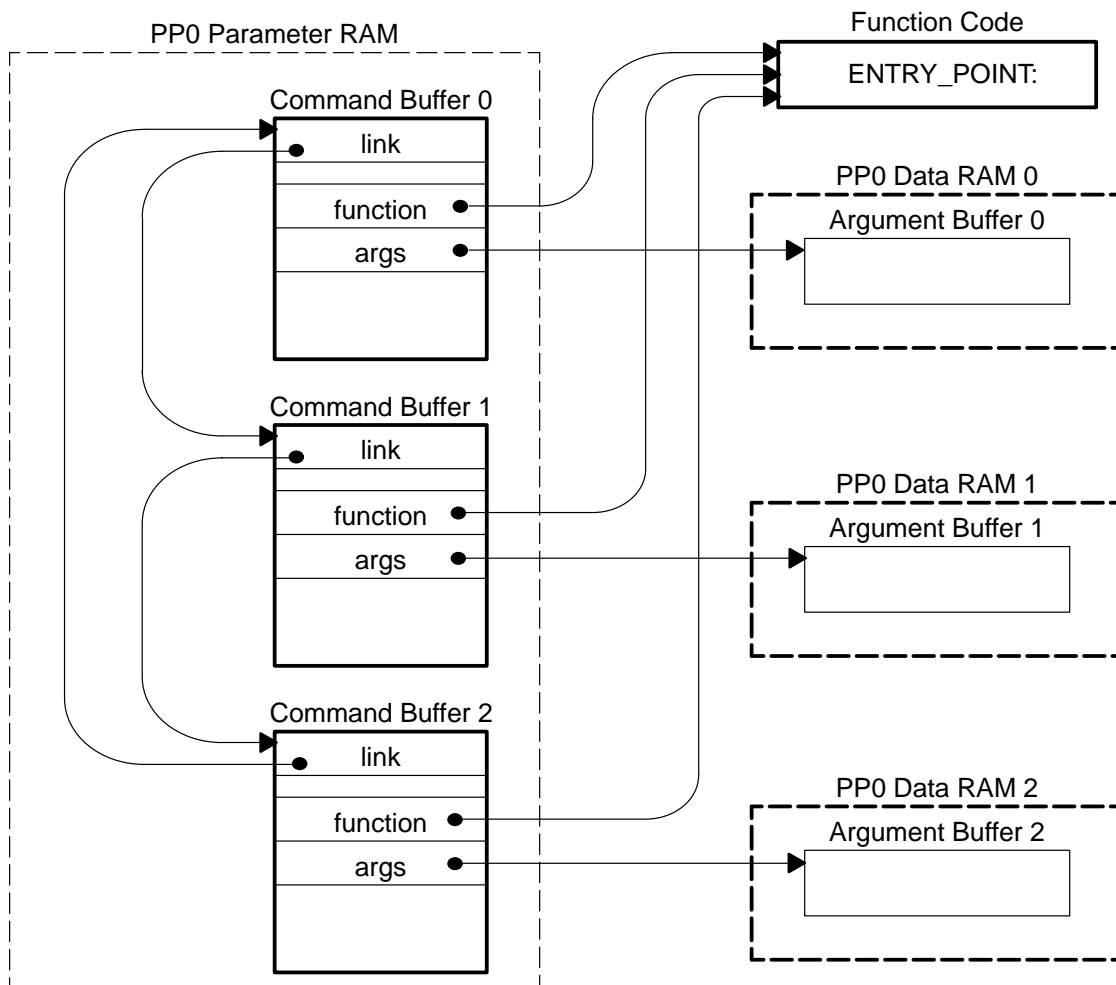 PP0 Parameter RAM
Command Buffer 0
link
function
args
Command Buffer 1
link
function
args
Command Buffer 2
link
function
args
Function Code
ENTRY_POINT:
PP0 Data RAM 0
Argument Buffer 0
PP0 Data RAM 1
Argument Buffer 1
PP0 Data RAM 2
Argument Buffer 2